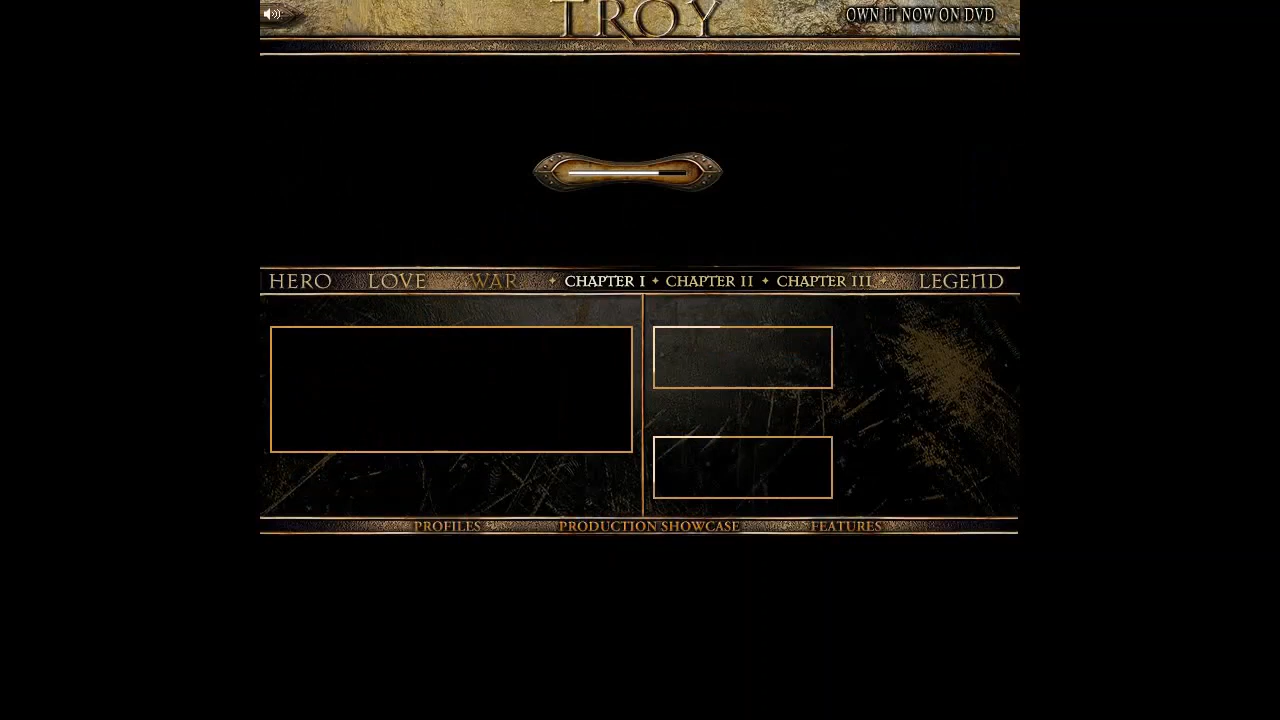 TROY
OWN IT NOW ON DVD
HERO LOVE WAR CHAPTER I CHAPTER II CHAPTER III LEGEND
PROFILES PRODUCTION SHOWCASE FEATURES